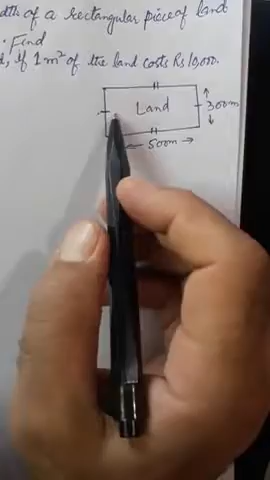 dth of a rectangular piece of land
. Find
, if 1m² of the land costs Rs 10,000.
Land
300m
500m